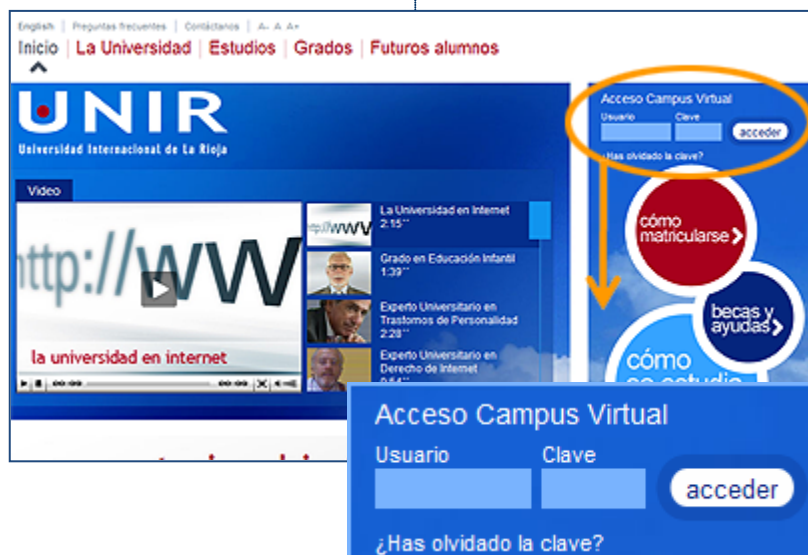 English | Preguntas frecuentes | Contáctanos | A- A A+
Inicio | La Universidad | Estudios | Grados | Futuros alumnos
UNIR
Universidad Internacional de La Rioja
Video
http://WWW
la universidad en internet
00:00 00:00
La Universidad en Internet
2:15''
Grado en Educación Infantil
1:39''
Experto Universitario en
Trastornos de Personalidad
2:28''
Experto Universitario en
Derecho de Internet
Acceso Campus Virtual
Usuario Clave
acceder
¿Has olvidado la clave?
cómo
matricularse
becas y
ayudas
cómo
se estudia
Acceso Campus Virtual
Usuario Clave
acceder
¿Has olvidado la clave?